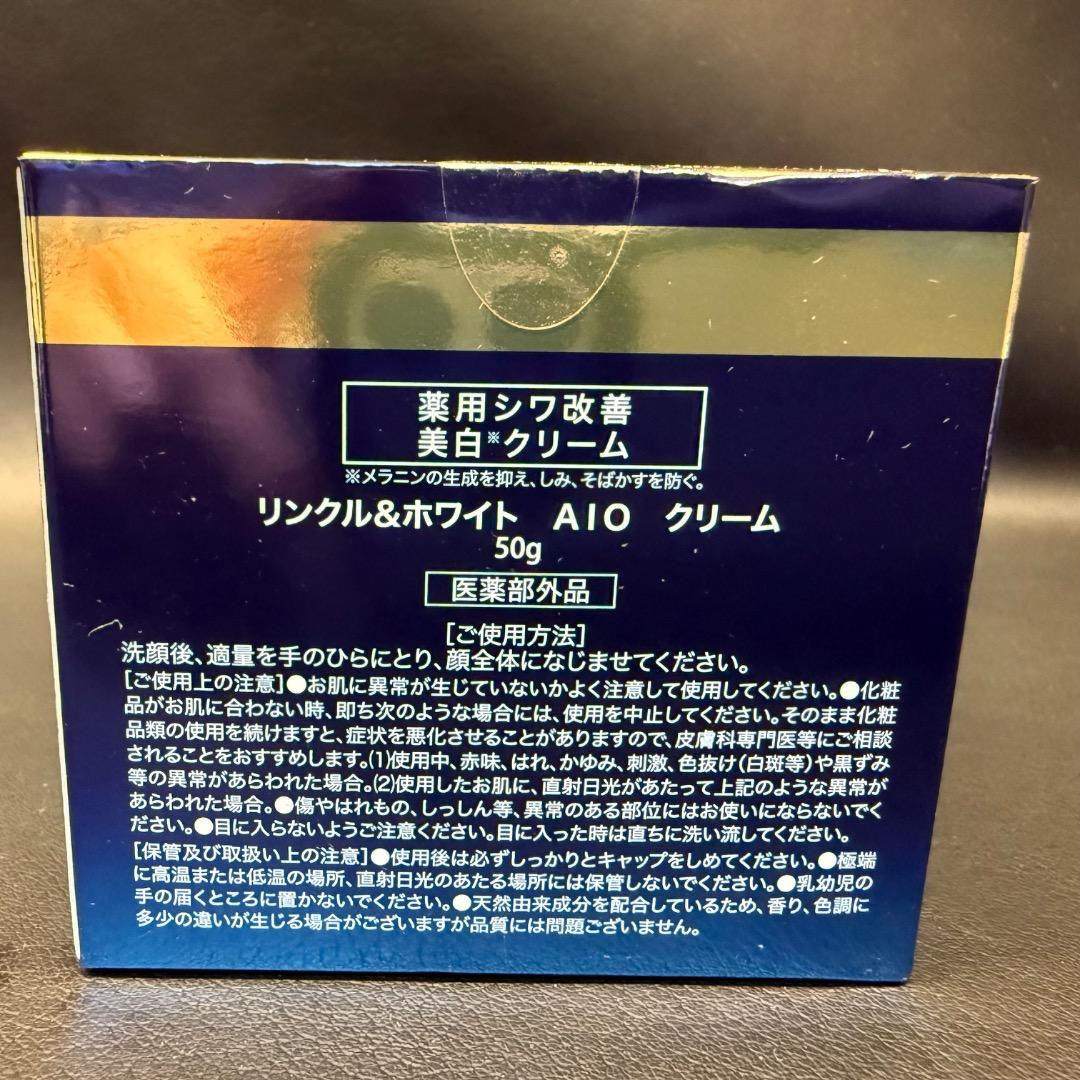 薬用シワ改善
美白※クリーム
※メラニンの生成を抑え、しみ、そばかすを防ぐ。
リンクル&ホワイト　AIO　クリーム
50g
医薬部外品
[ご使用方法]
洗顔後、適量を手のひらにとり、顔全体になじませてください。
[ご使用上の注意]●お肌に異常が生じていないかよく注意して使用してください。●化粧
品がお肌に合わない時、即ち次のような場合には、使用を中止してください。そのまま化粧
品類の使用を続けますと、症状を悪化させることがありますので、皮膚科専門医等にご相談
されることをおすすめします。(1)使用中、赤味、はれ、かゆみ、刺激、色抜け(白斑等)や黒ずみ
等の異常があらわれた場合。(2)使用したお肌に、直射日光があたって上記のような異常が
あらわれた場合。●傷やはれもの、しっしん等、異常のある部位にはお使いにならないでく
ださい。●目に入らないようご注意ください。目に入った時は直ちに洗い流してください。
[保管及び取扱い上の注意]●使用後は必ずしっかりとキャップをしめてください。●極端
に高温または低温の場所、直射日光のあたる場所には保管しないでください。●乳幼児の
手の届くところに置かないでください。●天然由来成分を配合しているため、香り、色調に
多少の違いが生じる場合がございますが品質には問題ございません。